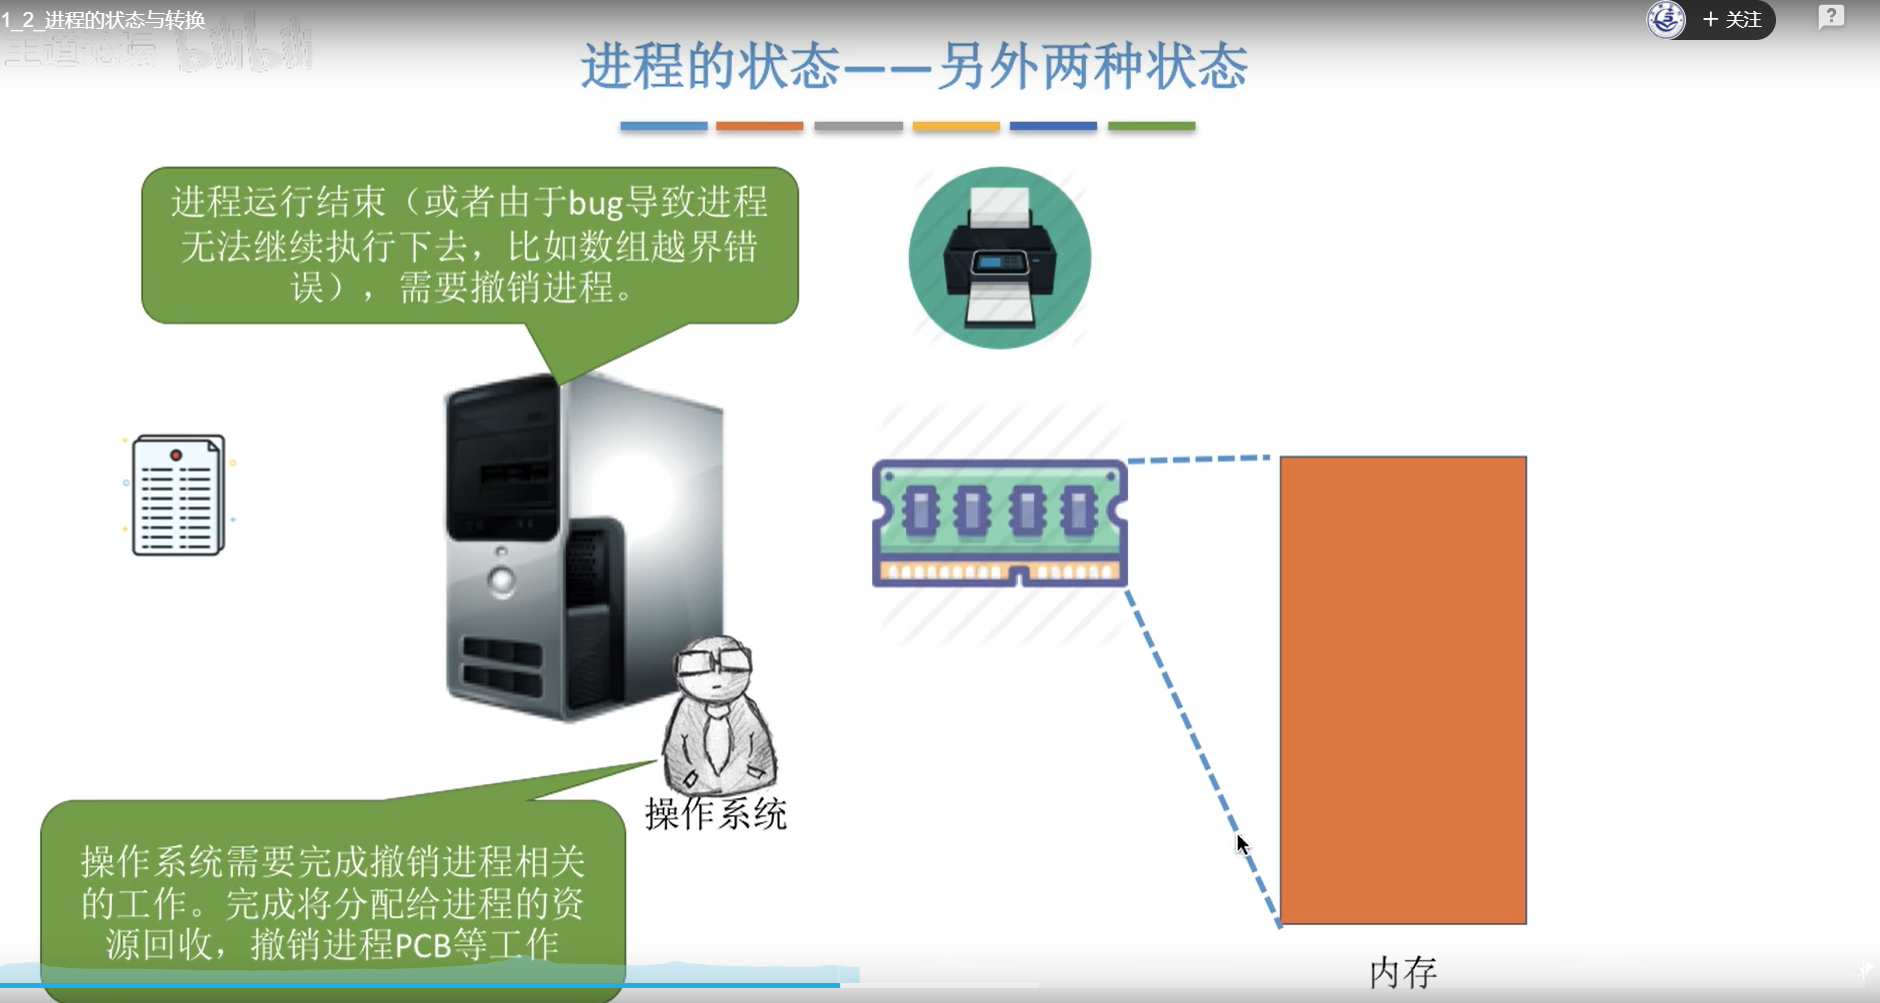 1_2_进程的状态与转换
王道论坛 bilibili
+ 关注
?
进程的状态——另外两种状态
进程运行结束（或者由于bug导致进程
无法继续执行下去，比如数组越界错
误），需要撤销进程。
操作系统
操作系统需要完成撤销进程相关
的工作。完成将分配给进程的资
源回收，撤销进程PCB等工作
内存